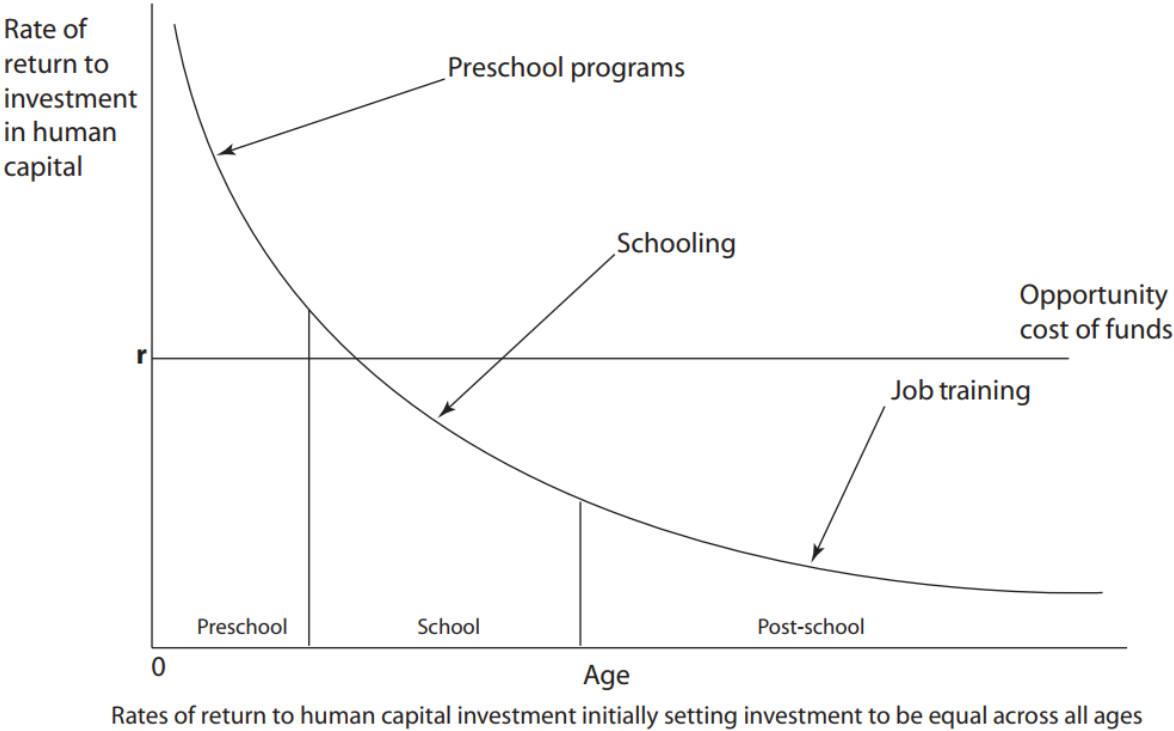 Rate of
return to
investment
in human
capital
Preschool programs
Schooling
Opportunity
cost of funds
r
Job training
Preschool
School
Post-school
0
Age
Rates of return to human capital investment initially setting investment to be equal across all ages